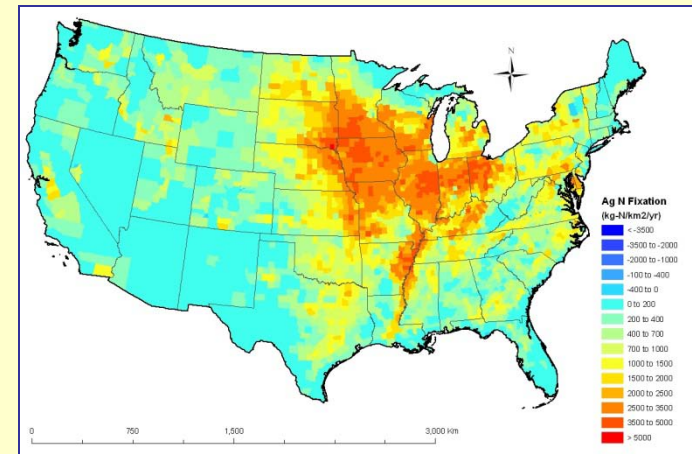 N
Ag N Fixation
(kg-N/km2/yr)
< -3500
-3500 to -2000
-2000 to -1000
-100 to -400
-400 to 0
0 to 200
200 to 400
400 to 700
700 to 1000
1000 to 1500
1500 to 2000
2000 to 2500
2500 to 3500
3500 to 5000
> 5000
0 750 1,500 3,000 Km